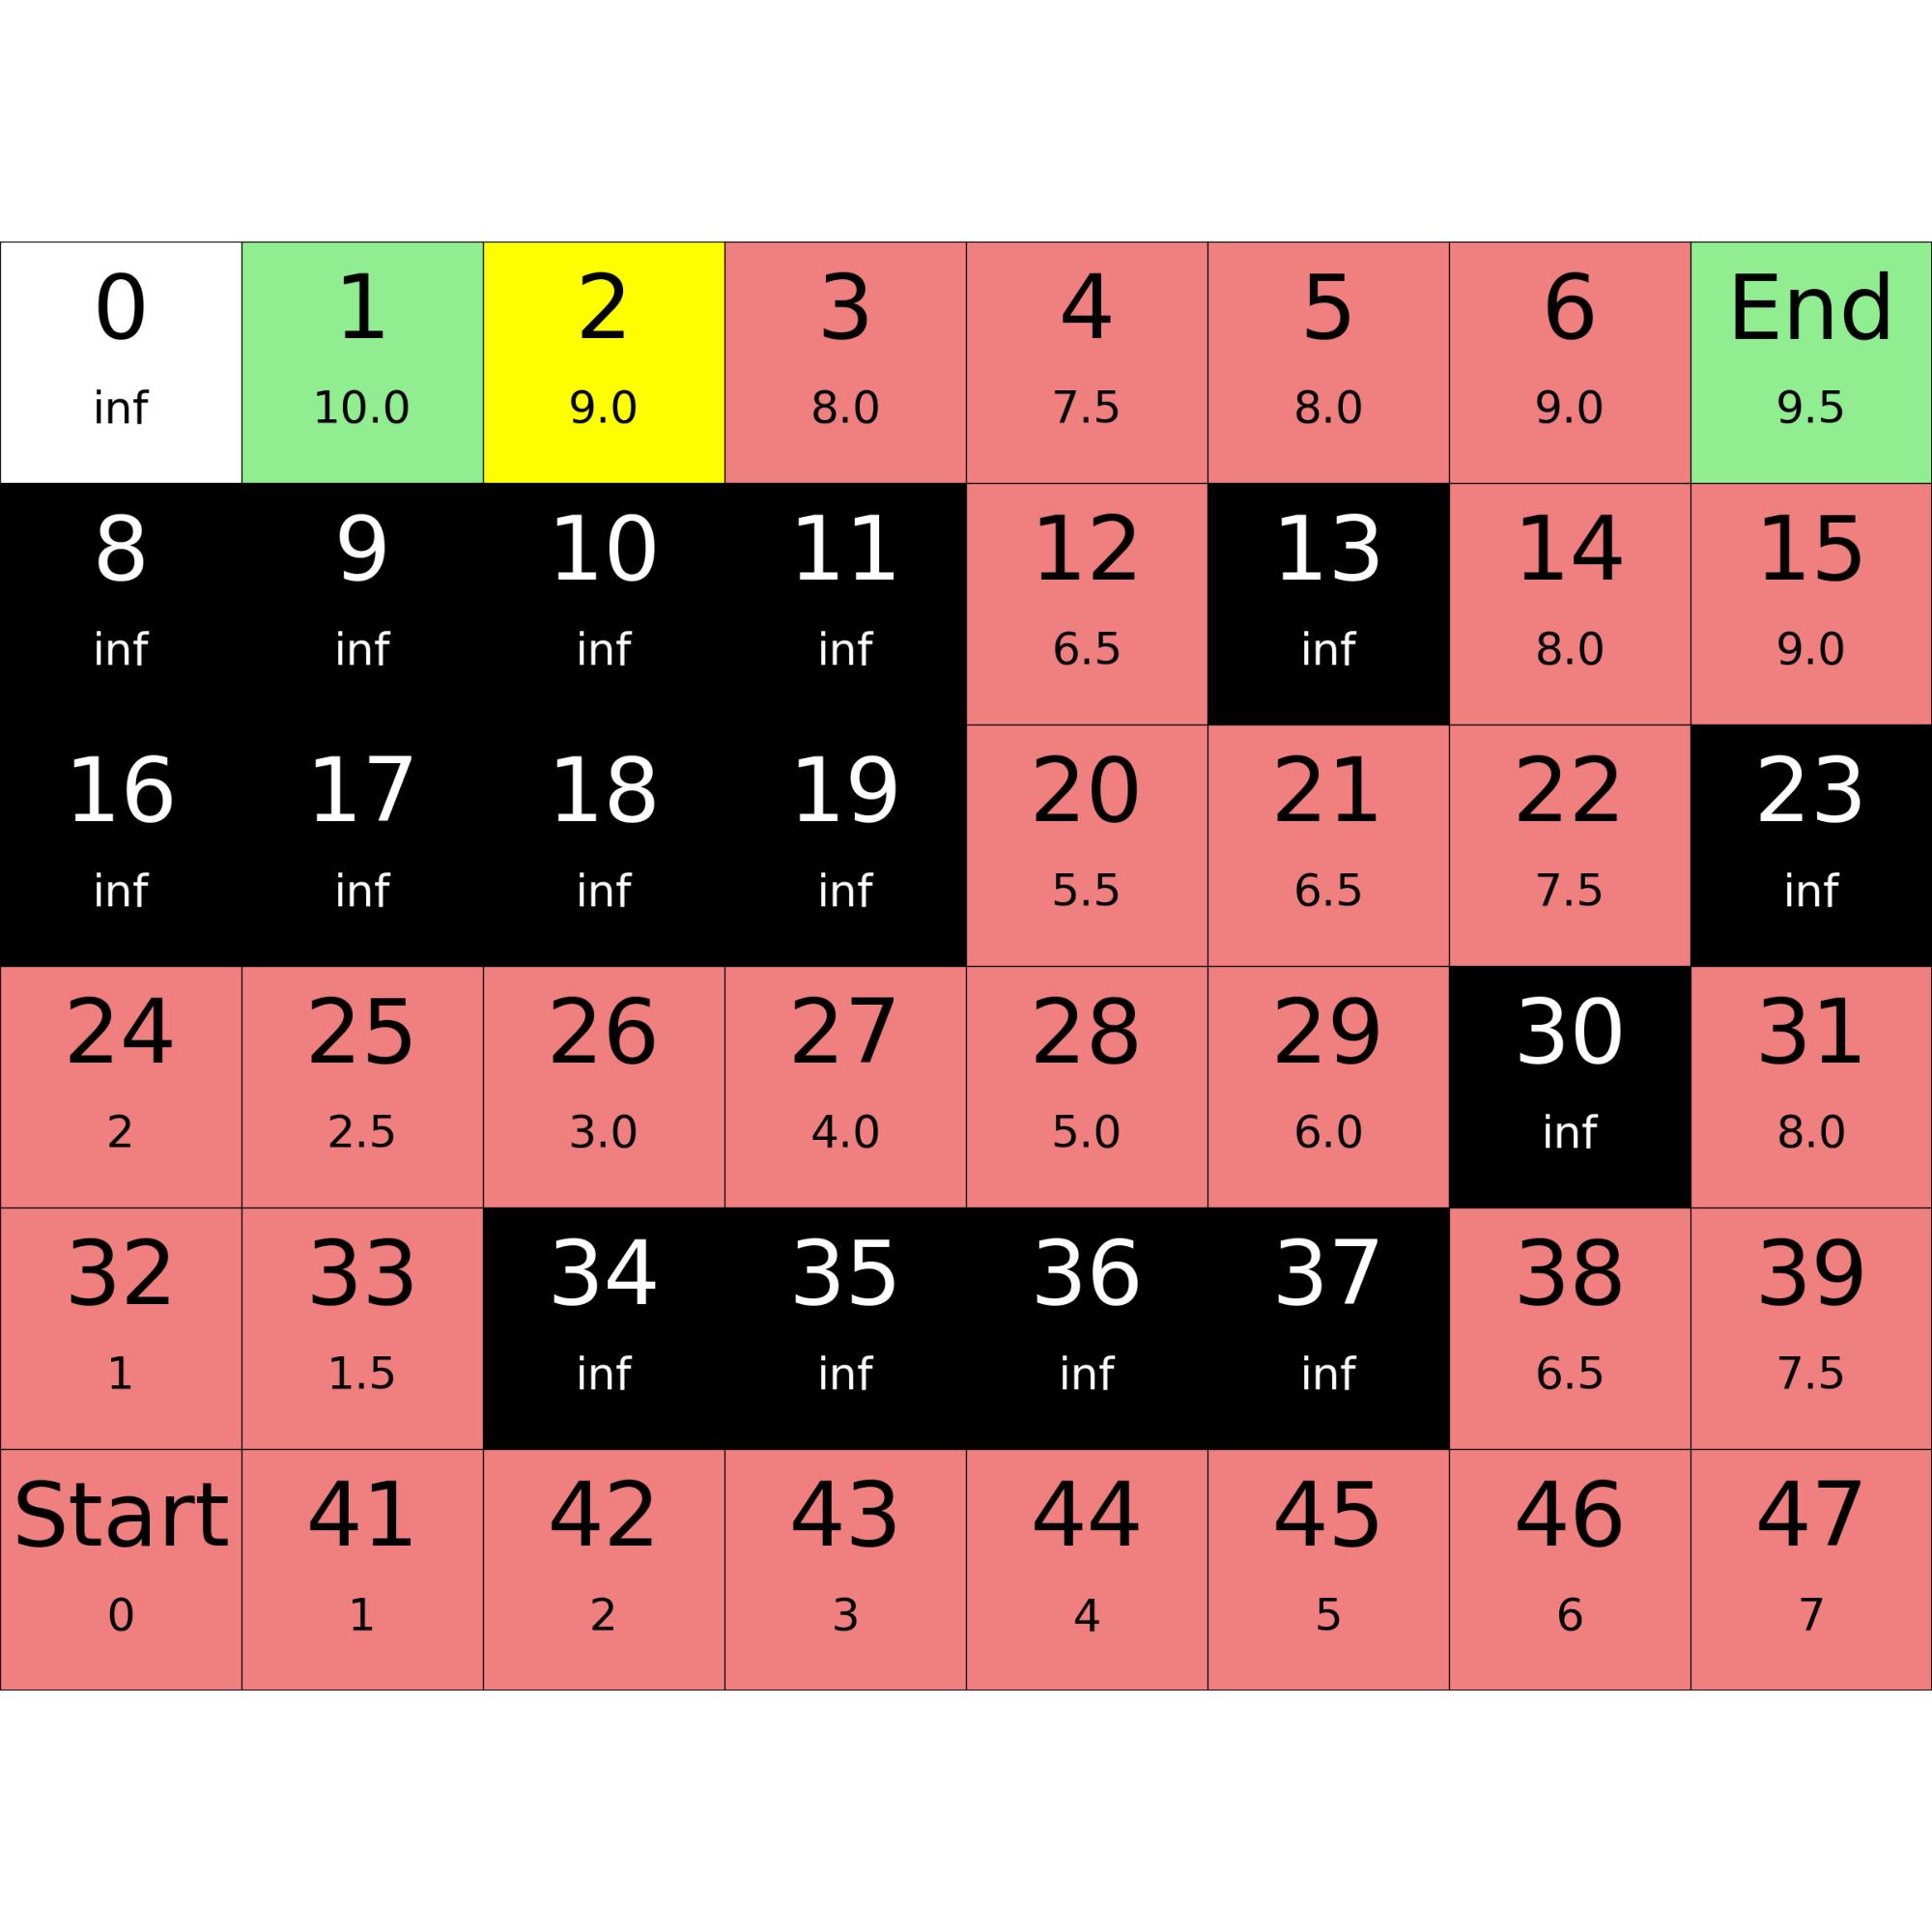 0 1 2 3 4 5 6 End
inf 10.0 9.0 8.0 7.5 8.0 9.0 9.5
8 9 10 11 12 13 14 15
inf inf inf inf 6.5 inf 8.0 9.0
16 17 18 19 20 21 22 23
inf inf inf inf 5.5 6.5 7.5 inf
24 25 26 27 28 29 30 31
2 2.5 3.0 4.0 5.0 6.0 inf 8.0
32 33 34 35 36 37 38 39
1 1.5 inf inf inf inf 6.5 7.5
Start 41 42 43 44 45 46 47
0 1 2 3 4 5 6 7